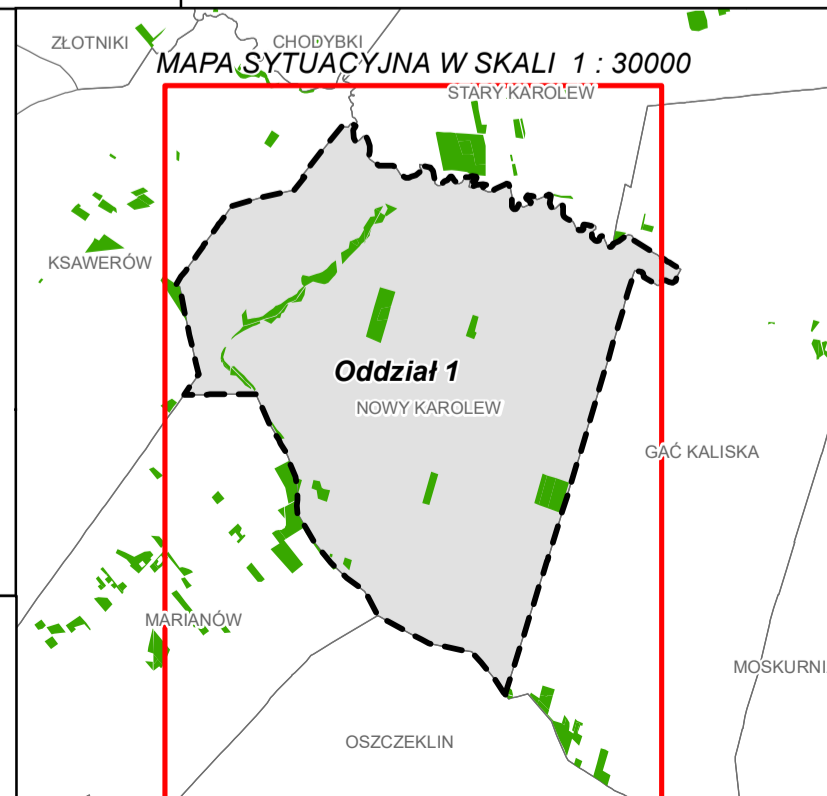 ZŁOTNIKI
CHODYBKI
MAPA SYTUACYJNA W SKALI 1 : 30000
STARY KAROLEW
KSAWERÓW
Oddział 1
NOWY KAROLEW
GAĆ KALISKA
MARIANÓW
MOSKURNI
OSZCZEKLIN